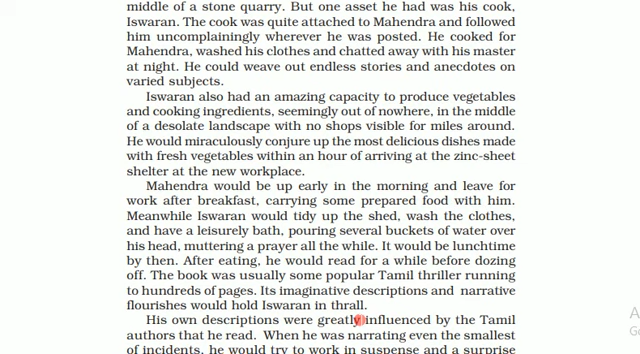 middle of a stone quarry. But one asset he had was his cook,
Iswaran. The cook was quite attached to Mahendra and followed
him uncomplainingly wherever he was posted. He cooked for
Mahendra, washed his clothes and chatted away with his master
at night. He could weave out endless stories and anecdotes on
varied subjects.
Iswaran also had an amazing capacity to produce vegetables
and cooking ingredients, seemingly out of nowhere, in the middle
of a desolate landscape with no shops visible for miles around.
He would miraculously conjure up the most delicious dishes made
with fresh vegetables within an hour of arriving at the zinc-sheet
shelter at the new workplace.
Mahendra would be up early in the morning and leave for
work after breakfast, carrying some prepared food with him.
Meanwhile Iswaran would tidy up the shed, wash the clothes,
and have a leisurely bath, pouring several buckets of water over
his head, muttering a prayer all the while. It would be lunchtime
by then. After eating, he would read for a while before dozing
off. The book was usually some popular Tamil thriller running
to hundreds of pages. Its imaginative descriptions and narrative
flourishes would hold Iswaran in thrall.
His own descriptions were greatly influenced by the Tamil
authors that he read. When he was narrating even the smallest
of incidents, he would try to work in suspense and a surprise